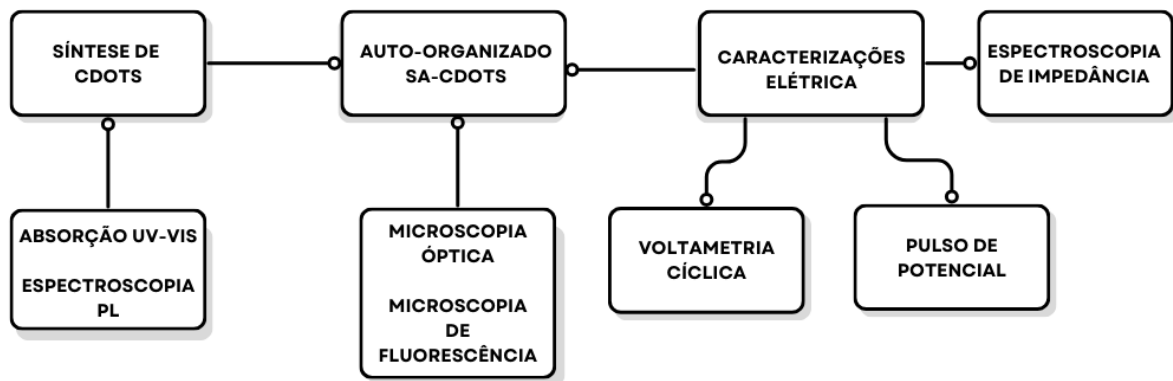 SÍNTESE DE
CDOTS
AUTO-ORGANIZADO
SA-CDOTS
CARACTERIZAÇÕES
ELÉTRICA
ESPECTROSCOPIA
DE IMPEDÂNCIA
ABSORÇÃO UV-VIS
ESPECTROSCOPIA
PL
MICROSCOPIA
ÓPTICA
MICROSCOPIA
DE
FLUORESCÊNCIA
VOLTAMETRIA
CÍCLICA
PULSO DE
POTENCIAL